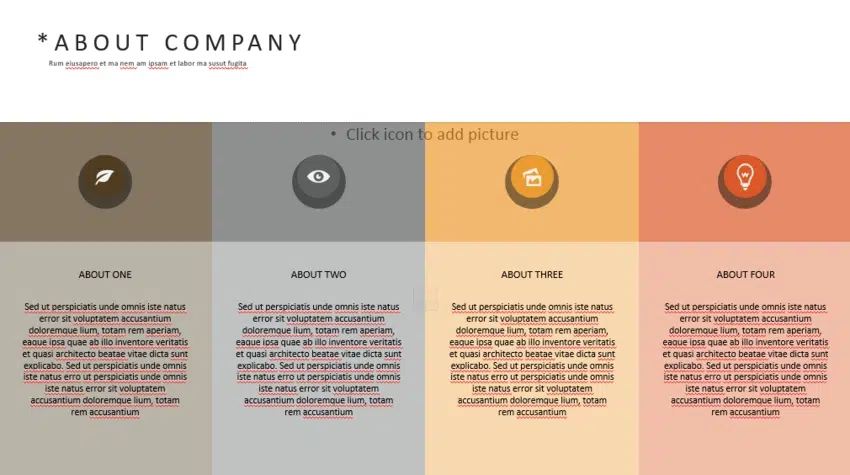 *ABOUT COMPANY
Rum eiusapero et ma nem am ipsam et labor ma susut fugita
• Click icon to add picture
ABOUT ONE
Sed ut perspiciatis unde omnis iste natus
error sit voluptatem accusantium
doloremque lium, totam rem aperiam,
eaque ipsa quae ab illo inventore veritatis
et quasi architecto beatae vitae dicta sunt
explicabo. Sed ut perspiciatis unde omnis
iste natus erro ut perspiciatis unde omnis
iste natus error sit voluptatem
accusantium doloremque lium, totam
rem accusantium
ABOUT TWO
Sed ut perspiciatis unde omnis iste natus
error sit voluptatem accusantium
doloremque lium, totam rem aperiam,
eaque ipsa quae ab illo inventore veritatis
et quasi architecto beatae vitae dicta sunt
explicabo. Sed ut perspiciatis unde omnis
iste natus erro ut perspiciatis unde omnis
iste natus error sit voluptatem
accusantium doloremque lium, totam
rem accusantium
ABOUT THREE
Sed ut perspiciatis unde omnis iste natus
error sit voluptatem accusantium
doloremque lium, totam rem aperiam,
eaque ipsa quae ab illo inventore veritatis
et quasi architecto beatae vitae dicta sunt
explicabo. Sed ut perspiciatis unde omnis
iste natus erro ut perspiciatis unde omnis
iste natus error sit voluptatem
accusantium doloremque lium, totam
rem accusantium
ABOUT FOUR
Sed ut perspiciatis unde omnis iste natus
error sit voluptatem accusantium
doloremque lium, totam rem aperiam,
eaque ipsa quae ab illo inventore veritatis
et quasi architecto beatae vitae dicta sunt
explicabo. Sed ut perspiciatis unde omnis
iste natus erro ut perspiciatis unde omnis
iste natus error sit voluptatem
accusantium doloremque lium, totam
rem accusantium